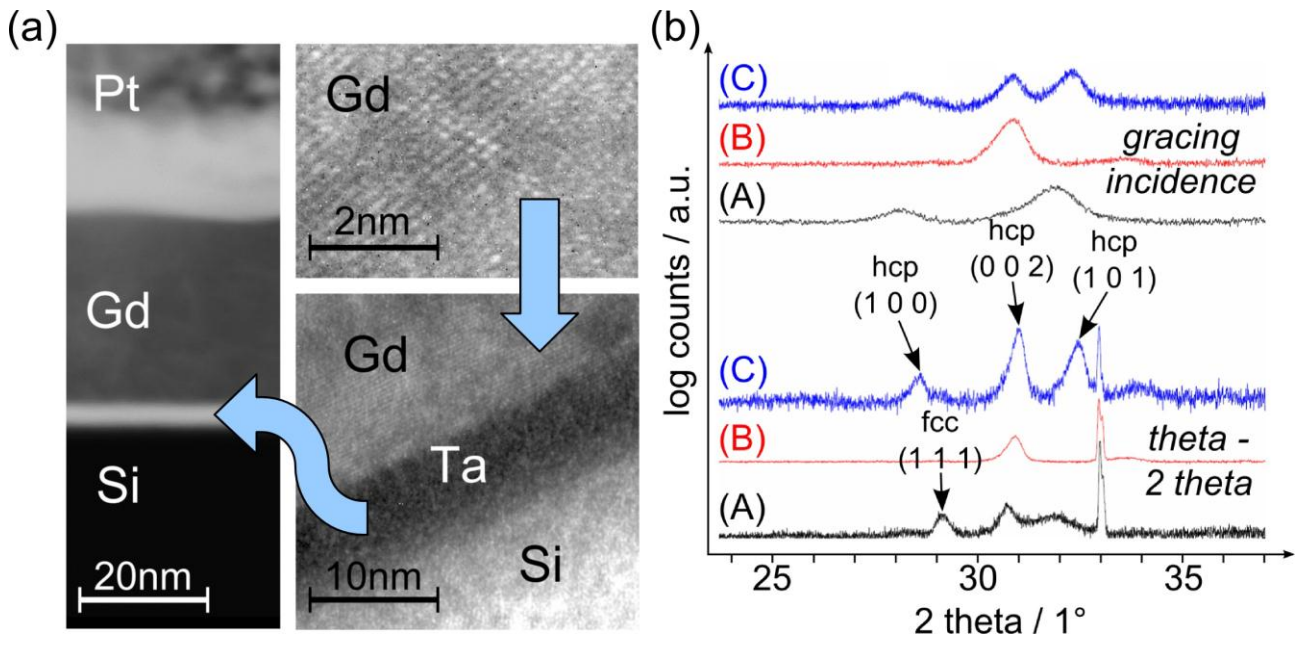 (a)
Pt
Gd
Si
20nm
Gd
2nm
Gd
Ta
Si
10nm
(b)
log counts / a.u.
(C)
(B)
gracing
incidence
(A)
hcp
(0 0 2)
hcp
(1 0 1)
hcp
(1 0 0)
(C)
fcc
(1 1 1)
(B)
theta -
2 theta
(A)
25
30
35
2 theta / 1°